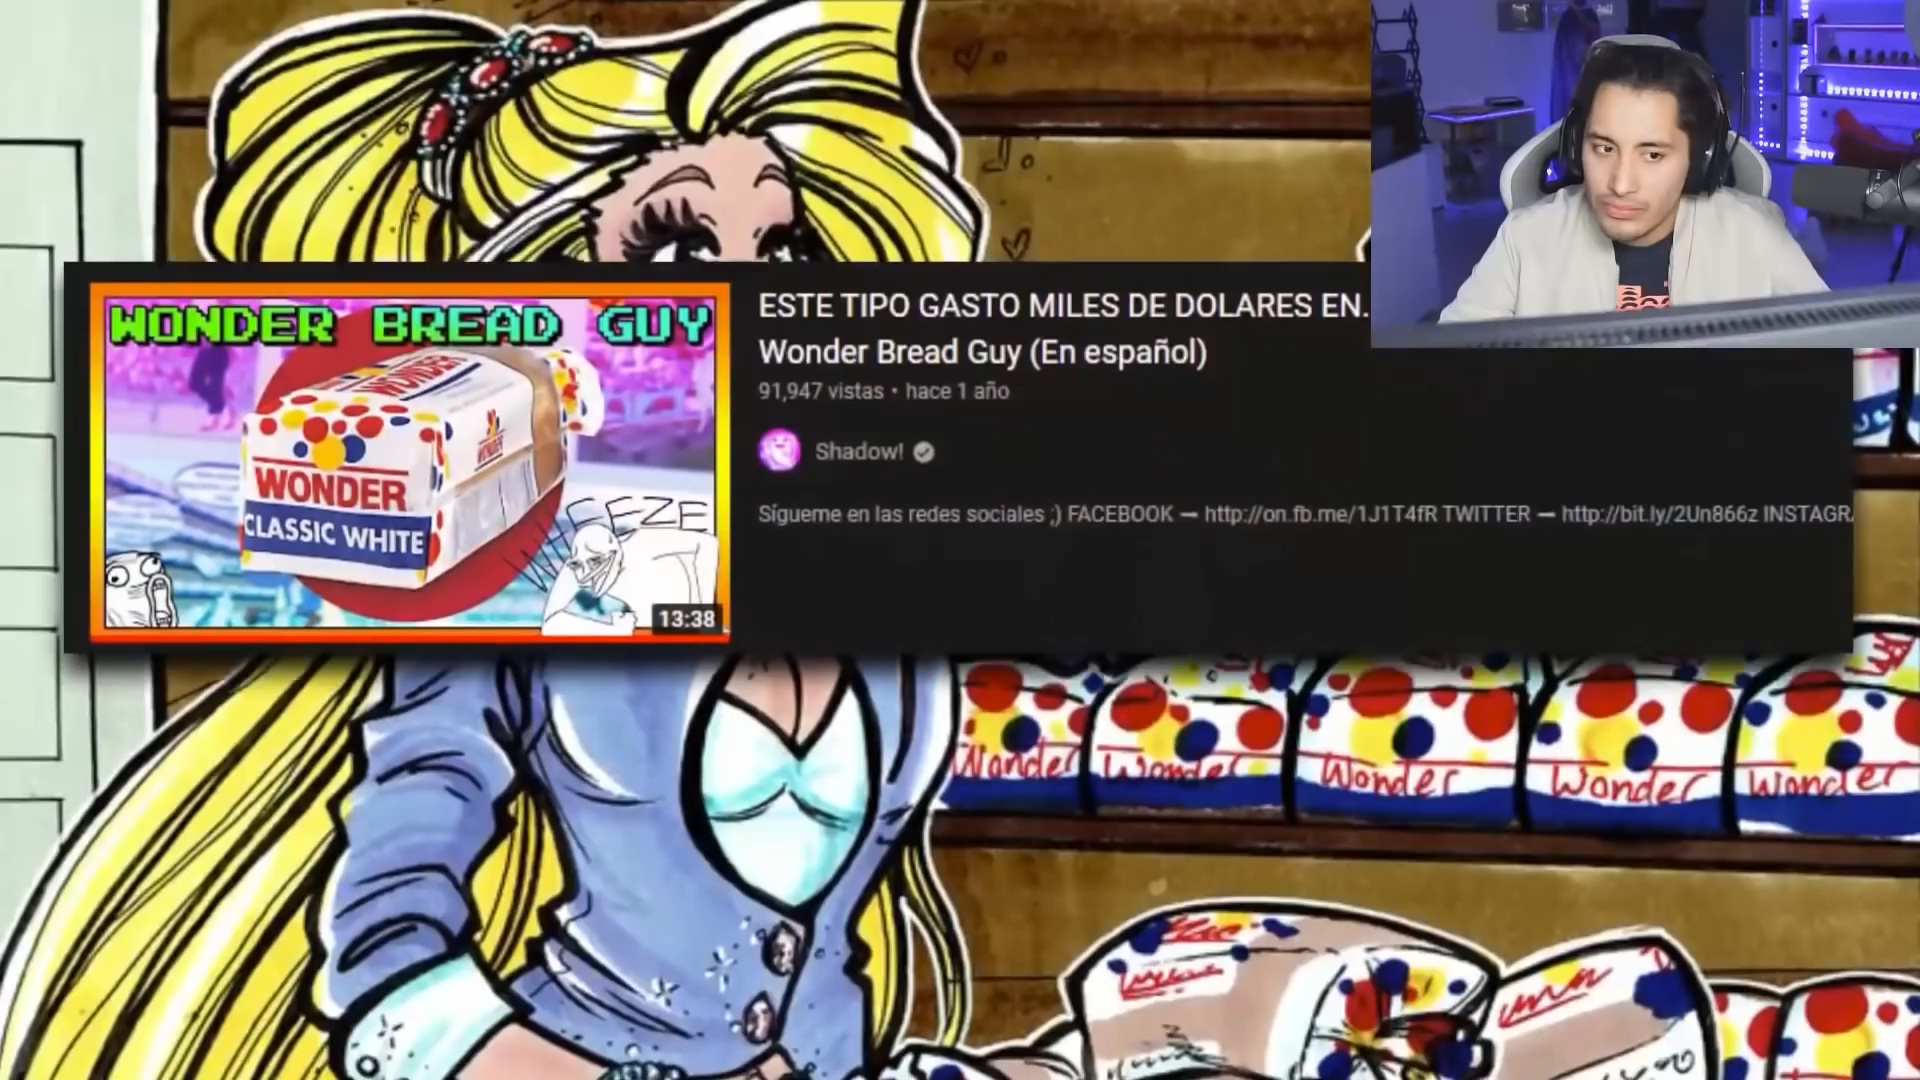 WONDER BREAD GUY
WONDER
WONDER
CLASSIC WHITE
13:38
ESTE TIPO GASTO MILES DE DOLARES EN.
Wonder Bread Guy (En español)
91,947 vistas • hace 1 año
Shadow!
Sígueme en las redes sociales ;) FACEBOOK — http://on.fb.me/1J1T4fR TWITTER — http://bit.ly/2Un866z INSTAGRA
Wonder Wonder Wonder Wonder Wonder